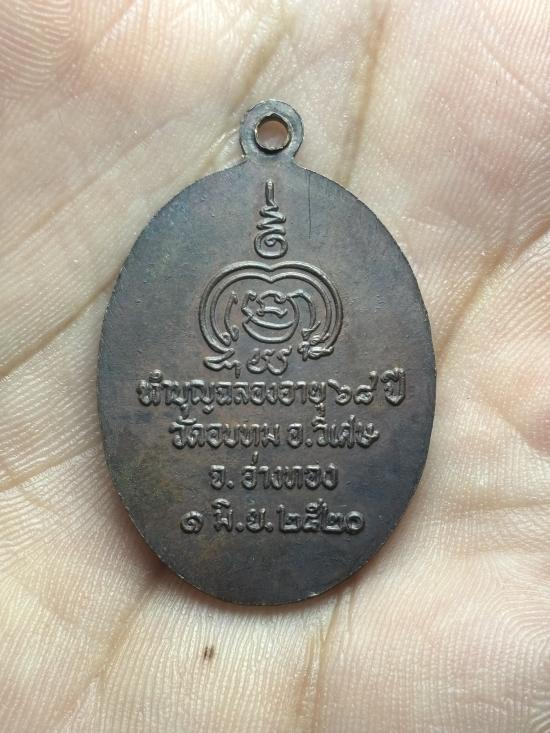 ทำบุญฉลองอายุ ๖๘ ปี
วัดอบทม อ.วิเศษ
จ. อ่างทอง
๑ มิ.ย. ๒๕๒๐